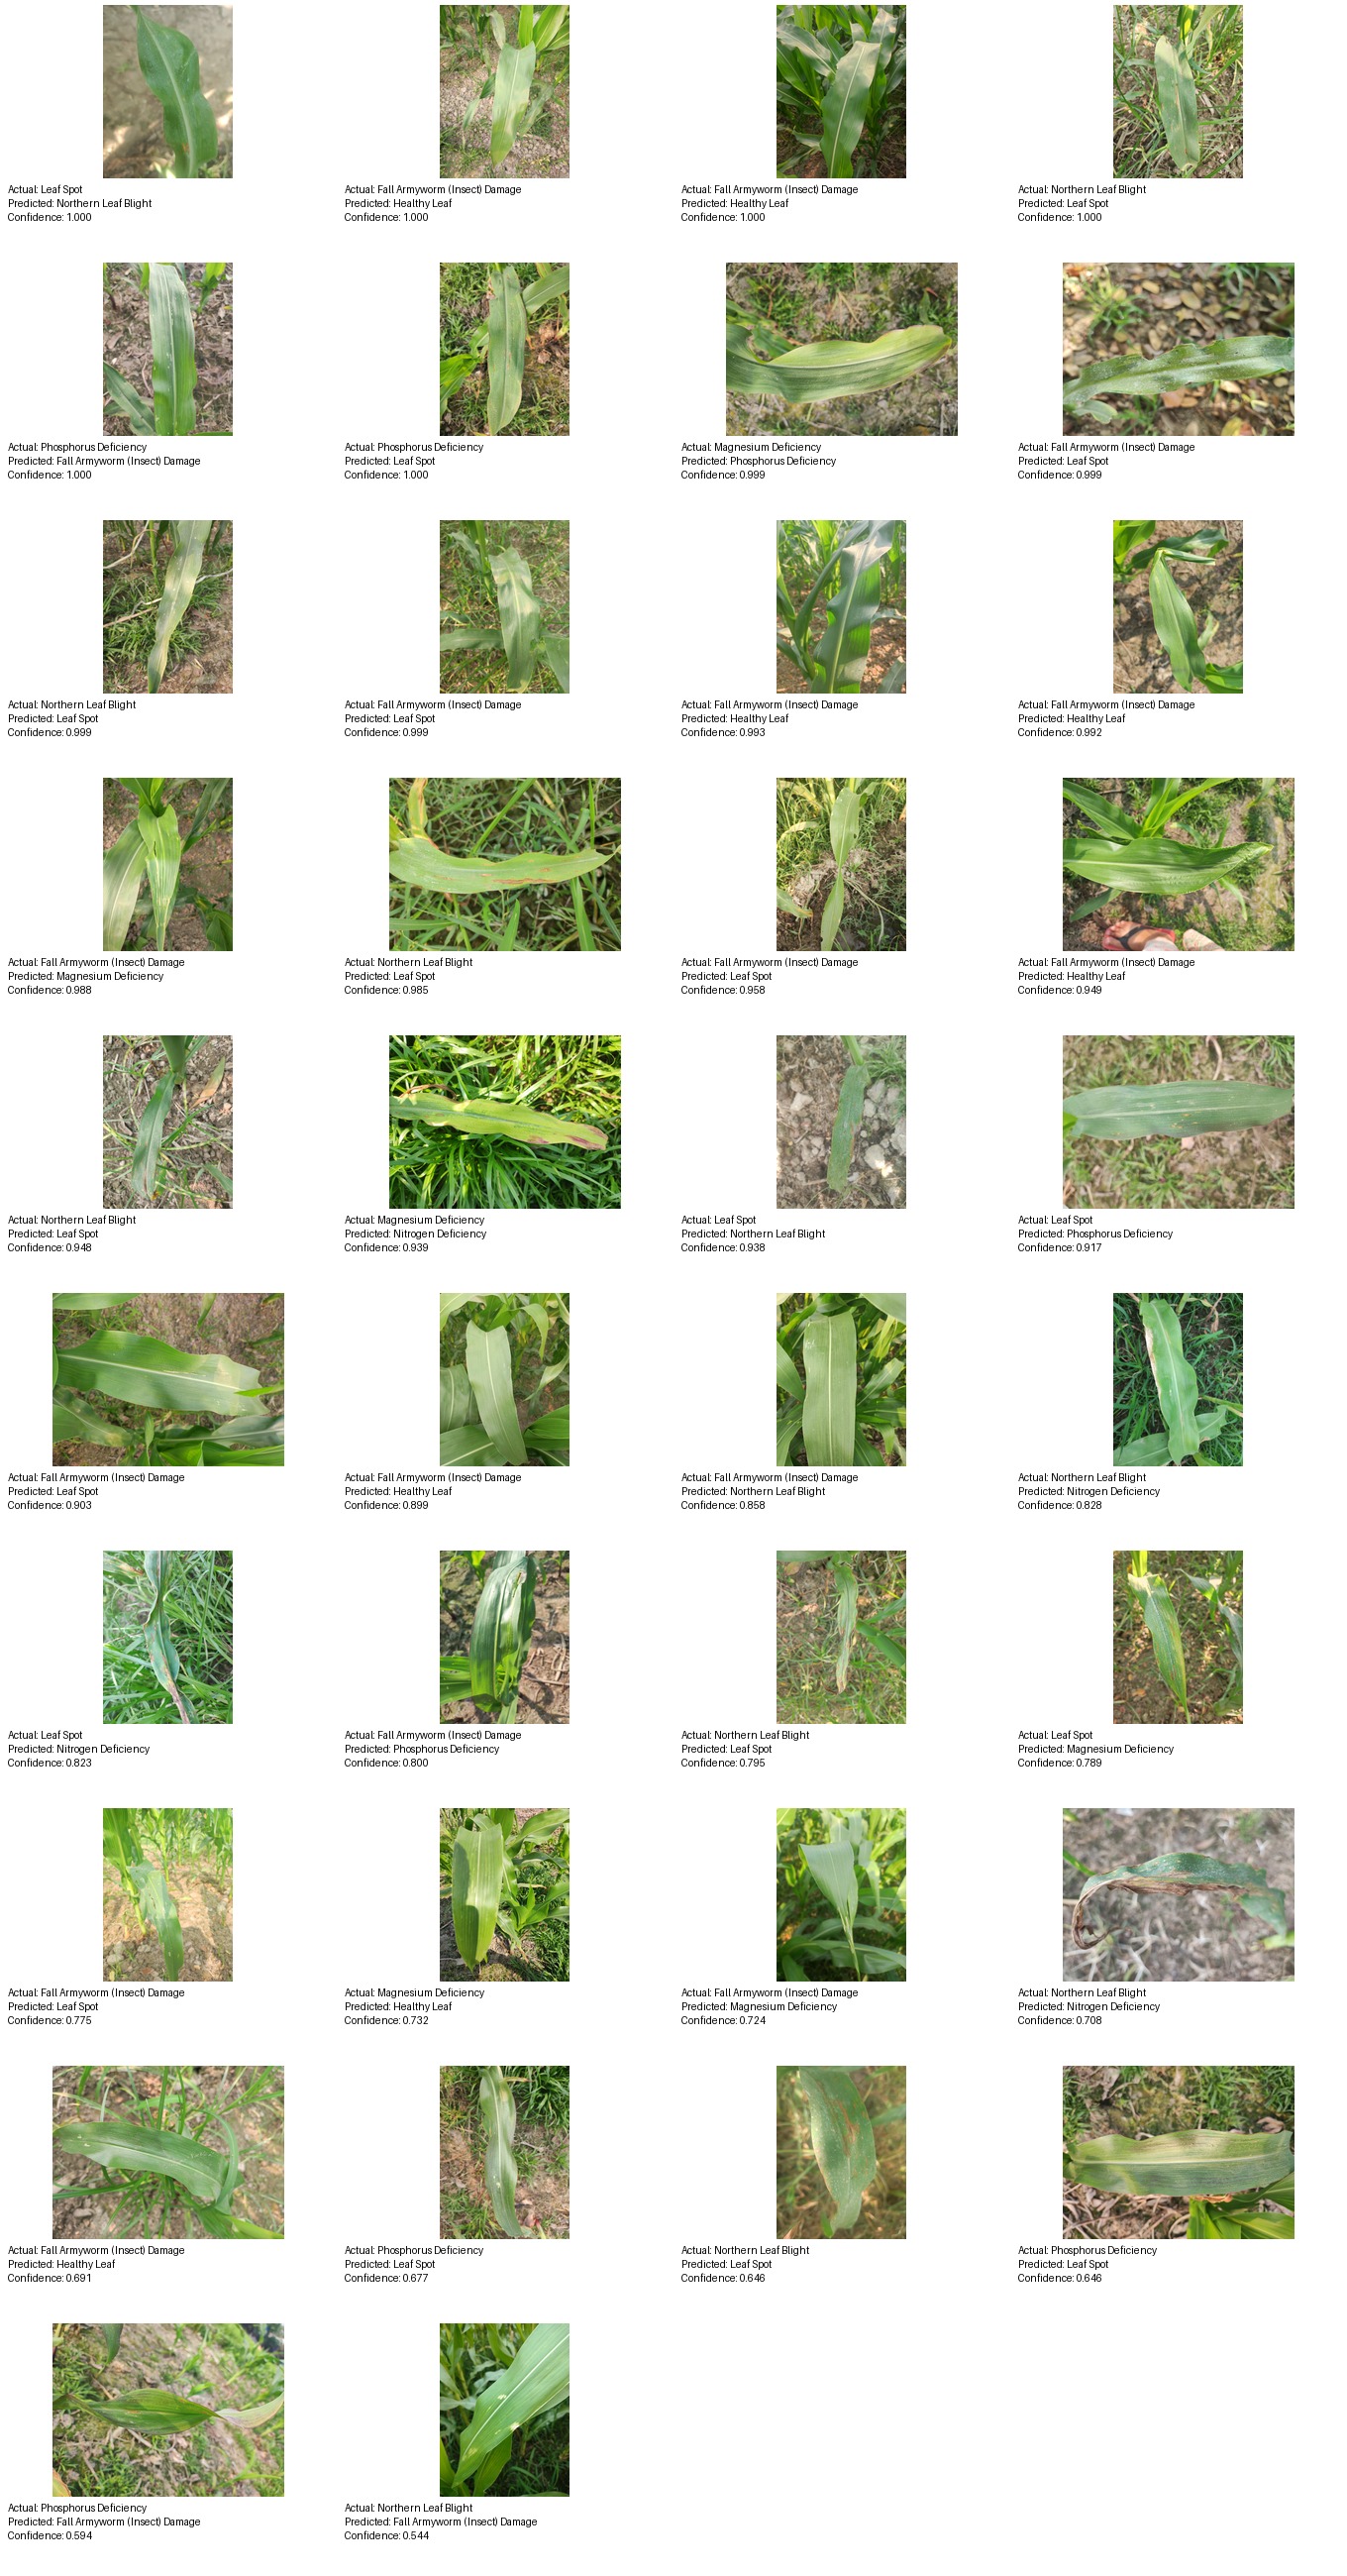 Actual: Leaf Spot
Predicted: Northern Leaf Blight
Confidence: 1.000
Actual: Fall Armyworm (Insect) Damage
Predicted: Healthy Leaf
Confidence: 1.000
Actual: Fall Armyworm (Insect) Damage
Predicted: Healthy Leaf
Confidence: 1.000
Actual: Northern Leaf Blight
Predicted: Leaf Spot
Confidence: 1.000
Actual: Phosphorus Deficiency
Predicted: Fall Armyworm (Insect) Damage
Confidence: 1.000
Actual: Phosphorus Deficiency
Predicted: Leaf Spot
Confidence: 1.000
Actual: Magnesium Deficiency
Predicted: Phosphorus Deficiency
Confidence: 0.999
Actual: Fall Armyworm (Insect) Damage
Predicted: Leaf Spot
Confidence: 0.999
Actual: Northern Leaf Blight
Predicted: Leaf Spot
Confidence: 0.999
Actual: Fall Armyworm (Insect) Damage
Predicted: Leaf Spot
Confidence: 0.999
Actual: Fall Armyworm (Insect) Damage
Predicted: Healthy Leaf
Confidence: 0.993
Actual: Fall Armyworm (Insect) Damage
Predicted: Healthy Leaf
Confidence: 0.992
Actual: Fall Armyworm (Insect) Damage
Predicted: Magnesium Deficiency
Confidence: 0.988
Actual: Northern Leaf Blight
Predicted: Leaf Spot
Confidence: 0.985
Actual: Fall Armyworm (Insect) Damage
Predicted: Leaf Spot
Confidence: 0.958
Actual: Fall Armyworm (Insect) Damage
Predicted: Healthy Leaf
Confidence: 0.949
Actual: Northern Leaf Blight
Predicted: Leaf Spot
Confidence: 0.948
Actual: Magnesium Deficiency
Predicted: Nitrogen Deficiency
Confidence: 0.939
Actual: Leaf Spot
Predicted: Northern Leaf Blight
Confidence: 0.938
Actual: Leaf Spot
Predicted: Phosphorus Deficiency
Confidence: 0.917
Actual: Fall Armyworm (Insect) Damage
Predicted: Leaf Spot
Confidence: 0.903
Actual: Fall Armyworm (Insect) Damage
Predicted: Healthy Leaf
Confidence: 0.899
Actual: Fall Armyworm (Insect) Damage
Predicted: Northern Leaf Blight
Confidence: 0.858
Actual: Northern Leaf Blight
Predicted: Nitrogen Deficiency
Confidence: 0.828
Actual: Leaf Spot
Predicted: Nitrogen Deficiency
Confidence: 0.823
Actual: Fall Armyworm (Insect) Damage
Predicted: Phosphorus Deficiency
Confidence: 0.800
Actual: Northern Leaf Blight
Predicted: Leaf Spot
Confidence: 0.795
Actual: Leaf Spot
Predicted: Magnesium Deficiency
Confidence: 0.789
Actual: Fall Armyworm (Insect) Damage
Predicted: Leaf Spot
Confidence: 0.775
Actual: Magnesium Deficiency
Predicted: Healthy Leaf
Confidence: 0.732
Actual: Fall Armyworm (Insect) Damage
Predicted: Magnesium Deficiency
Confidence: 0.724
Actual: Northern Leaf Blight
Predicted: Nitrogen Deficiency
Confidence: 0.708
Actual: Fall Armyworm (Insect) Damage
Predicted: Healthy Leaf
Confidence: 0.691
Actual: Phosphorus Deficiency
Predicted: Leaf Spot
Confidence: 0.677
Actual: Northern Leaf Blight
Predicted: Leaf Spot
Confidence: 0.646
Actual: Phosphorus Deficiency
Predicted: Leaf Spot
Confidence: 0.646
Actual: Phosphorus Deficiency
Predicted: Fall Armyworm (Insect) Damage
Confidence: 0.594
Actual: Northern Leaf Blight
Predicted: Fall Armyworm (Insect) Damage
Confidence: 0.544